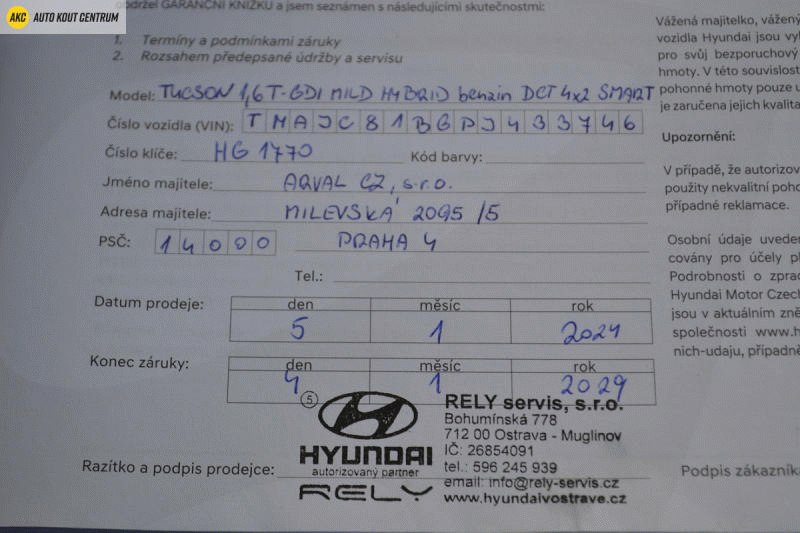 AKC AUTO KOUT CENTRUM
obdržel GARANČNÍ KNÍŽKU a jsem seznámen s následujícími skutečnostmi:
1. Termíny a podmínkami záruky
2. Rozsahem předepsané údržby a servisu
Model: TUCSON 1,6T-GDI MILD HYBRID benzin DCT 4x2 SMART
Číslo vozidla (VIN): TMAJC81BGPJ433746
Číslo klíče: HG 1770 Kód barvy:
Jméno majitele: ARVAL CZ, s.r.o.
Adresa majitele: MILEVSKÁ 2095/5
PSČ: 14000 PRAHA 4
Tel.:
Datum prodeje: den měsíc rok
5 1 2024
Konec záruky: den měsíc rok
4 1 2029
5
HYUNDAI
autorizovaný partner
RELY
RELY servis, s.r.o.
Bohumínská 778
712 00 Ostrava - Muglinov
IČ: 26854091
tel.: 596 245 939
email: info@rely-servis.cz
www.hyundaivostrave.cz
Razítko a podpis prodejce:
Podpis zákazníka
Vážená majitelko, vážený
vozidla Hyundai jsou vyb
pro svůj bezporuchový
hmoty. V této souvislost
pohonné hmoty pouze u
je zaručena jejich kvalita
Upozornění:
V případě, že autorizov
použity nekvalitní poho
případné reklamace.
Osobní údaje uveden
covány pro účely pl
Podrobnosti o zprac
Hyundai Motor Czech
jsou v aktuálním zně
společnosti www.h
nich-udaju, případně